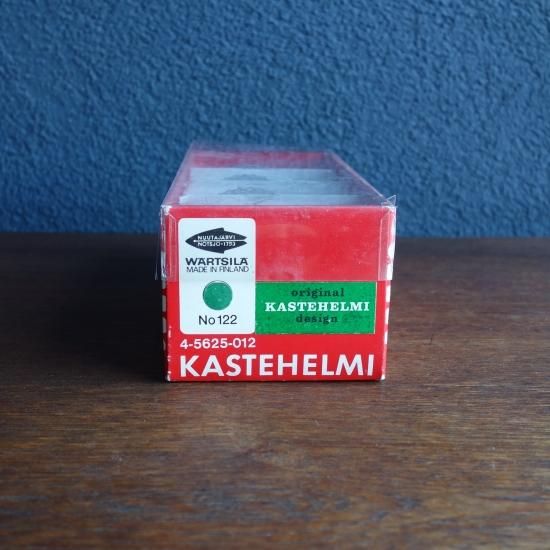 NUUTAJÄRVI
NOTSJÖ-1793
WÄRTSILÄ
MADE IN FINLAND
No 122
original
KASTEHELMI
design
4-5625-012
KASTEHELMI